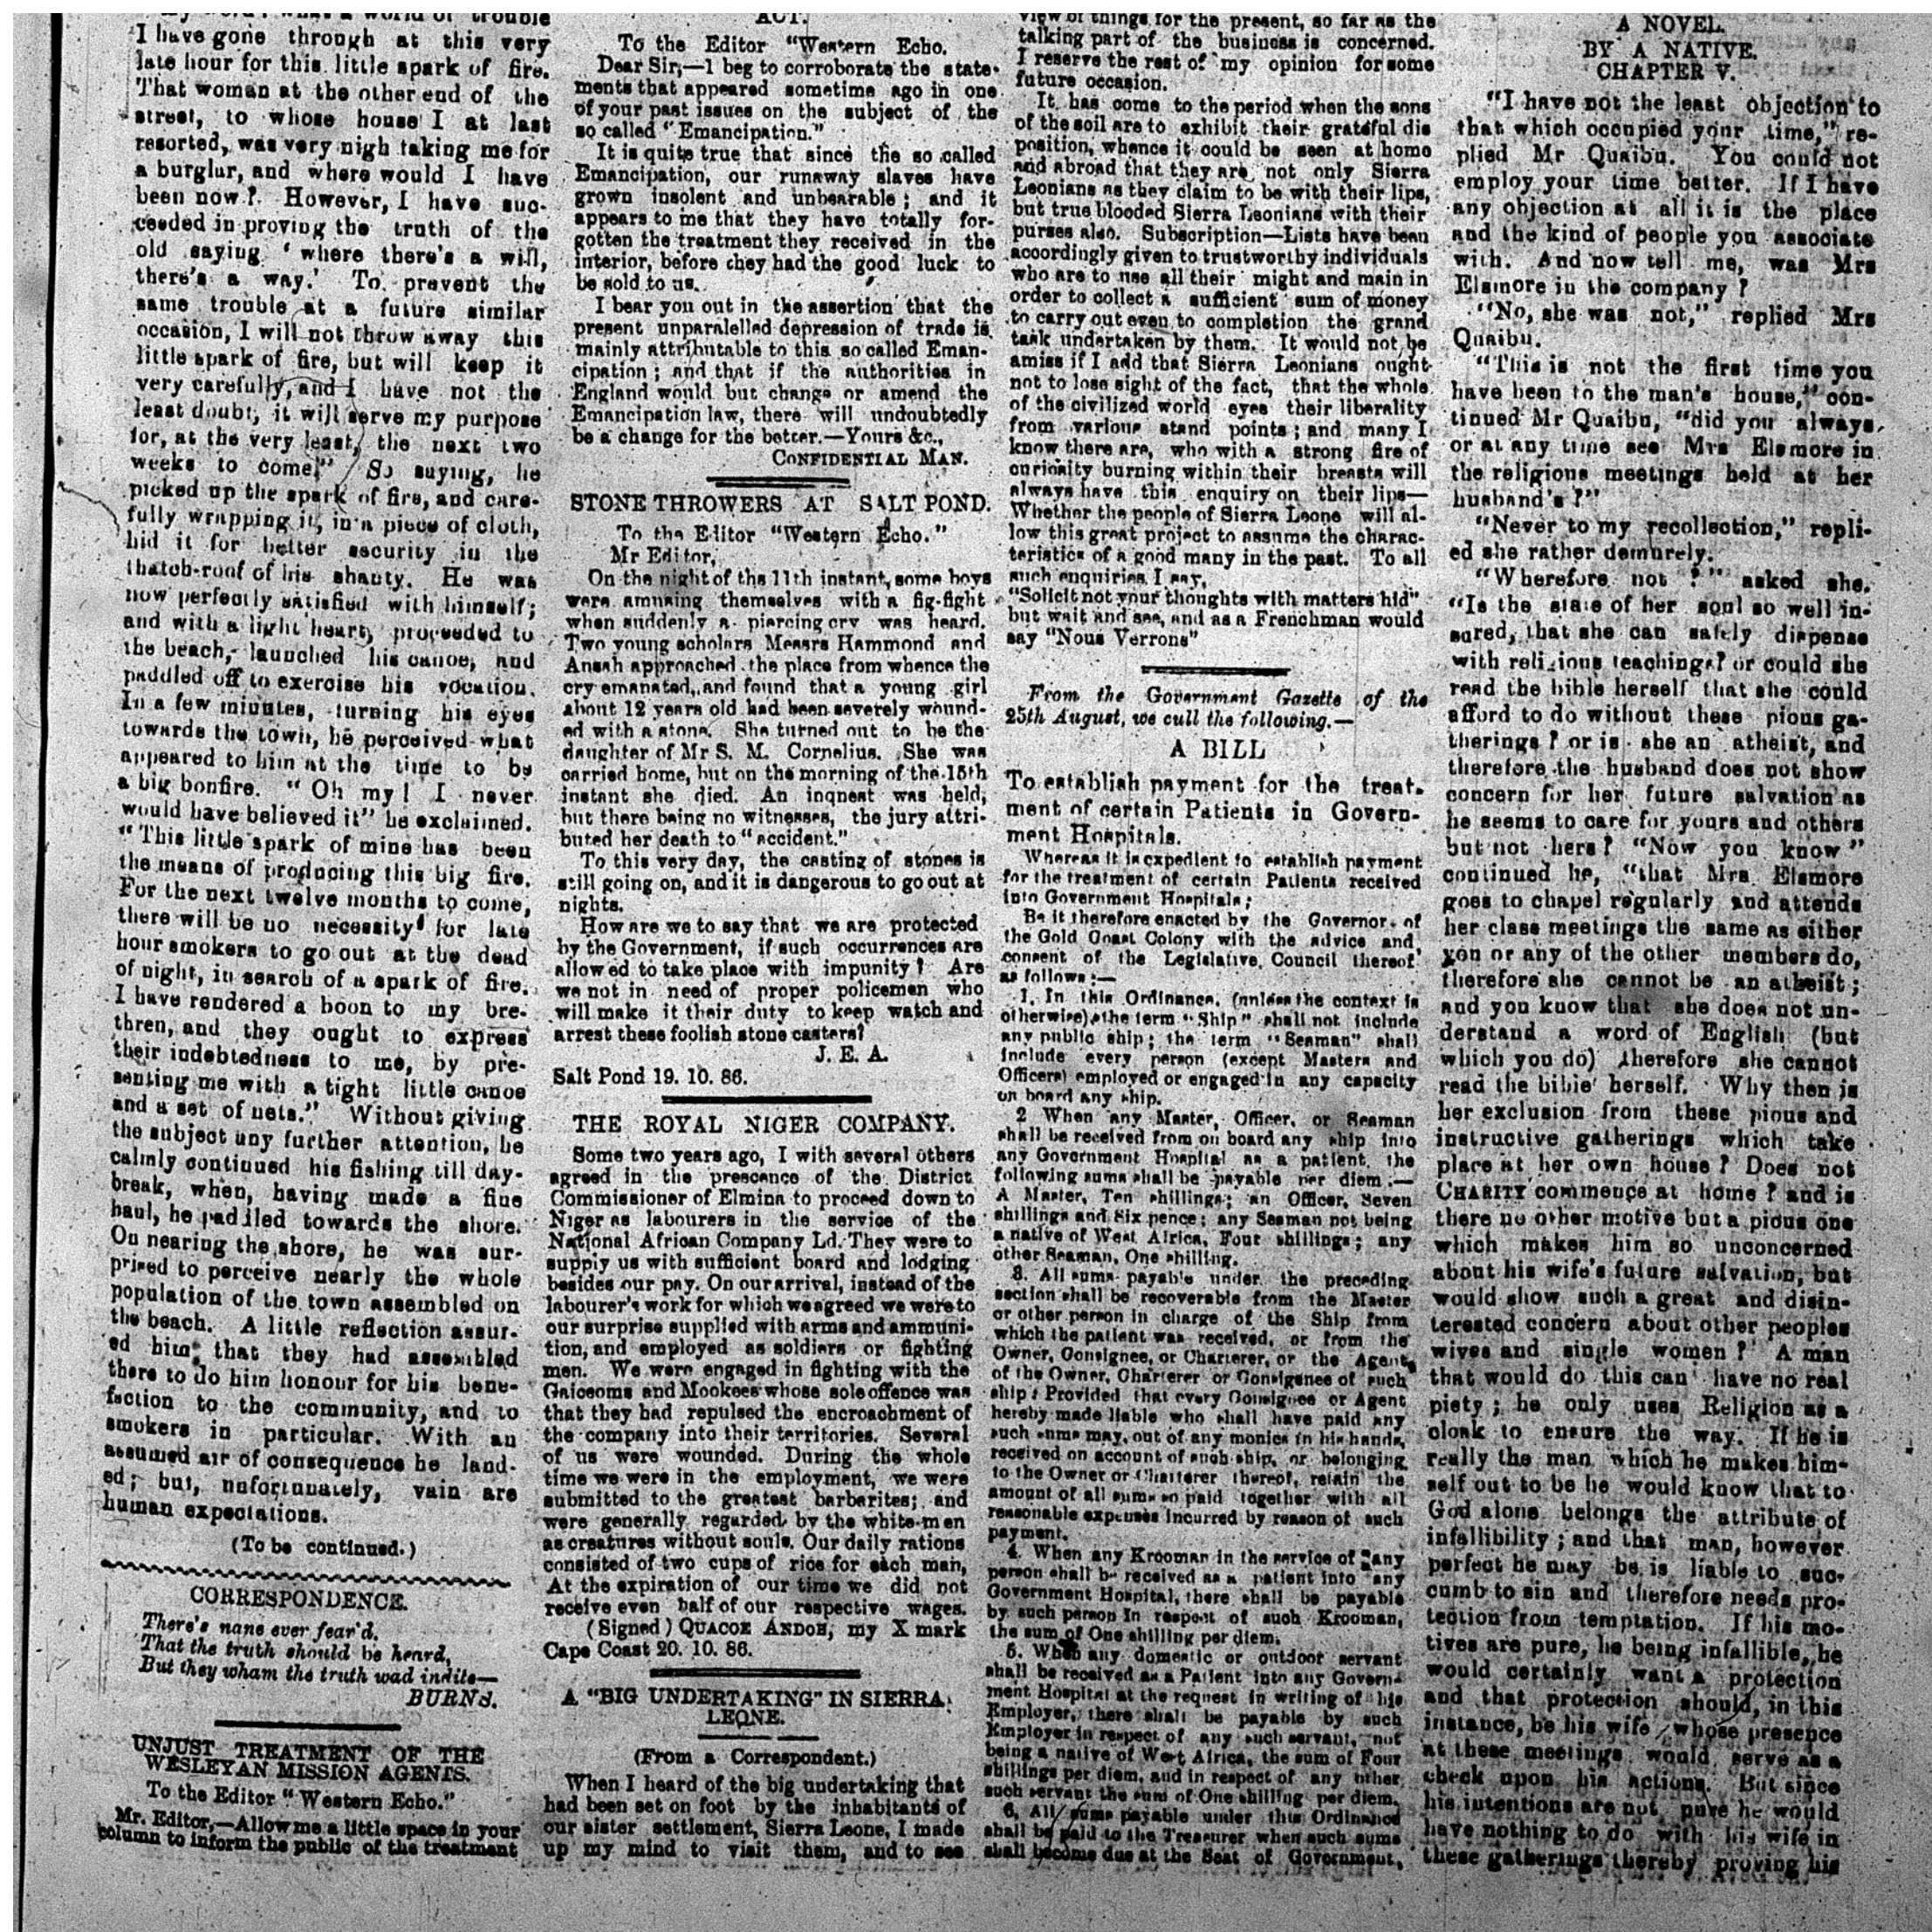 I have gone through at this very
late hour for this little spark of fire.
That woman at the other end of the
street, to whose house I at last
resorted, was very nigh taking me for
a burglar, and where would I have
been now? However, I have suc-
ceeded in proving the truth of the
old saying 'where there's a will,
there's a way.' To prevent the
same trouble at a future similar
occasion, I will not throw away this
little spark of fire, but will keep it
very carefully, and I have not the
least doubt, it will serve my purpose
for, at the very least, the next two
weeks to come." So saying, he
picked up the spark of fire, and care-
fully wrapping it, in a piece of cloth,
hid it for better security in the
thatch-roof of his shanty. He was
now perfectly satisfied with himself;
and with a light heart, proceeded to
the beach, launched his canoe, and
paddled off to exercise his vocation.
In a few minutes, turning his eyes
towards the town, he perceived what
appeared to him at the time to be
a big bonfire. "Oh my! I never
would have believed it" he exclaimed.
"This little spark of mine has been
the means of producing this big fire.
For the next twelve months to come,
there will be no necessity for late
hour smokers to go out at the dead
of night, in search of a spark of fire.
I have rendered a boon to my bre-
thren, and they ought to express
their indebtedness to me, by pre-
senting me with a tight little canoe
and a set of nets." Without giving
the subject any further attention, he
calmly continued his fishing till day-
break, when, having made a fine
haul, he paddled towards the shore.
On nearing the shore, he was sur-
prised to perceive nearly the whole
population of the town assembled on
the beach. A little reflection assur-
ed him that they had assembled
there to do him honour for his bene-
faction to the community, and to
smokers in particular. With an
assumed air of consequence he land-
ed; but, unfortunately, vain are
human expectations.
(To be continued.)
CORRESPONDENCE.
There's nane ever fear'd,
That the truth should be heard,
But they wham the truth wad indite—
BURNS.
UNJUST TREATMENT OF THE
WESLEYAN MISSION AGENTS.
To the Editor "Western Echo."
Mr. Editor,—Allow me a little space in your
column to inform the public of the treatment
ACT.
To the Editor "Western Echo.
Dear Sir,—I beg to corroborate the state-
ments that appeared sometime ago in one
of your past issues on the subject of the
so called "Emancipation."
It is quite true that since the so called
Emancipation, our runaway slaves have
grown insolent and unbearable; and it
appears to me that they have totally for-
gotten the treatment they received in the
interior, before they had the good luck to
be sold to us.
I bear you out in the assertion that the
present unparalelled depression of trade is
mainly attributable to this so called Eman-
cipation; and that if the authorities in
England would but change or amend the
Emancipation law, there will undoubtedly
be a change for the better.—Yours &c.,
CONFIDENTIAL MAN.
STONE THROWERS AT SALT POND.
To the Editor "Western Echo."
Mr Editor,
On the night of the 11th instant, some boys
were amusing themselves with a fig-fight
when suddenly a piercing cry was heard.
Two young scholars Messrs Hammond and
Ansah approached the place from whence the
cry emanated, and found that a young girl
about 12 years old had been severely wound-
ed with a stone. She turned out to be the
daughter of Mr S. M. Cornelius. She was
carried home, but on the morning of the 15th
instant she died. An inqnest was held,
but there being no witnesses, the jury attri-
buted her death to "accident."
To this very day, the casting of stones is
still going on, and it is dangerous to go out at
nights.
How are we to say that we are protected
by the Government, if such occurrences are
allowed to take place with impunity? Are
we not in need of proper policemen who
will make it their duty to keep watch and
arrest these foolish stone casters?
J. E. A.
Salt Pond 19. 10. 86.
THE ROYAL NIGER COMPANY.
Some two years ago, I with several others
agreed in the prescance of the District
Commissioner of Elmina to proceed down to
Niger as labourers in the service of the
National African Company Ld. They were to
supply us with sufficient board and lodging
besides our pay. On our arrival, instead of the
labourer's work for which we agreed we were to
our surprise supplied with arms and ammuni-
tion, and employed as soldiers or fighting
men. We were engaged in fighting with the
Gaiceoms and Mookees whose sole offence was
that they had repulsed the encroachment of
the company into their territories. Several
of us were wounded. During the whole
time we were in the employment, we were
submitted to the greatest barbarites; and
were generally regarded by the white-men
as creatures without souls. Our daily rations
consisted of two cups of rice for each man,
At the expiration of our time we did not
receive even half of our respective wages.
(Signed) QUACOE ANDOH, my X mark
Cape Coast 20. 10. 86.
A "BIG UNDERTAKING" IN SIERRA
LEONE.
(From a Correspondent.)
When I heard of the big undertaking that
had been set on foot by the inhabitants of
our sister settlement, Sierra Leone, I made
up my mind to visit them, and to see
view of things for the present, so far as the
talking part of the business is concerned.
I reserve the rest of my opinion for some
future occasion.
It has come to the period when the sons
of the soil are to exhibit their grateful dis
position, whence it could be seen at home
and abroad that they are not only Sierra
Leonians as they claim to be with their lips,
but true blooded Sierra Leonians with their
purses also. Subscription—Lists have been
accordingly given to trustworthy individuals
who are to use all their might and main in
order to collect a sufficient sum of money
to carry out even to completion the grand
task undertaken by them. It would not be
amiss if I add that Sierra Leonians ought
not to lose sight of the fact, that the whole
of the civilized world eyes their liberality
from various stand points; and many I
know there are, who with a strong fire of
curiosity burning within their breasts will
always have this enquiry on their lips—
Whether the people of Sierra Leone will al-
low this great project to assume the charac-
teristics of a good many in the past. To all
such enquiries I say,
"Solicit not your thoughts with matters hid"
but wait and see, and as a Frenchman would
say "Nous Verrons"
From the Government Gazette of the
25th August, we cull the following.—
A BILL
To establish payment for the treat-
ment of certain Patients in Govern-
ment Hospitals.
Whereas it is expedient to establish payment
for the treatment of certain Patients received
into Government Hospitals;
Be it therefore enacted by the Governor of
the Gold Coast Colony with the advice and
consent of the Legislative Council thereof
as follows:—
1. In this Ordinance, (unless the context is
otherwise), the term "Ship" shall not include
any public ship; the term "Seaman" shall
include every person (except Masters and
Officers) employed or engaged in any capacity
on board any ship.
2 When any Master, Officer, or Seaman
shall be received from on board any ship into
any Government Hospital as a patient, the
following sums shall be payable per diem:—
A Master, Ten shillings; an Officer, Seven
shillings and Six pence; any Seaman not being
a native of West Africa, Four shillings; any
other Seaman, One shilling.
3. All sums payable under the preceding
section shall be recoverable from the Master
or other person in charge of the Ship from
which the patient was received, or from the
Owner, Consignee, or Charterer, or the Agent
of the Owner, Charterer or Consignee of such
ship: Provided that every Consignee or Agent
hereby made liable who shall have paid any
such sums may, out of any monies in his hands,
received on account of such ship, or belonging
to the Owner or Charterer thereof, retain the
amount of all sums so paid together with all
reasonable expenses incurred by reason of such
payment.
4. When any Krooman in the service of any
person shall be received as a patient into any
Government Hospital, there shall be payable
by such person in respect of such Krooman,
the sum of One shilling per diem.
5. When any domestic or outdoor servant
shall be received as a Patient into any Govern-
ment Hospital at the request in writing of his
Employer, there shall be payable by such
Employer in respect of any such servant, not
being a native of West Africa, the sum of Four
shillings per diem, and in respect of any other
such servant the sum of One shilling per diem.
6. All sums payable under this Ordinance
shall be paid to the Treasurer when such sums
shall become due at the Seat of Government,
A NOVEL.
BY A NATIVE.
CHAPTER V.
"I have not the least objection to
that which occupied your time," re-
plied Mr Quaibu. You could not
employ your time better. If I have
any objection at all it is the place
and the kind of people you associate
with. And now tell me, was Mrs
Elsmore in the company?
"No, she was not," replied Mrs
Quaibu.
"This is not the first time you
have been to the man's house," con-
tinued Mr Quaibu, "did you always,
or at any time see Mrs Elsmore in
the religious meetings held at her
husband's?"
"Never to my recollection," repli-
ed she rather demurely.
"Wherefore not?" asked she.
"Is the state of her soul so well in-
sured, that she can safely dispense
with religious teachings? or could she
read the bible herself that she could
afford to do without these pious ga-
therings? or is she an atheist, and
therefore the husband does not show
concern for her future salvation as
he seems to care for yours and others
but not hers? "Now you know"
continued he, "that Mrs Elsmore
goes to chapel regularly and attends
her class meetings the same as either
you or any of the other members do,
therefore she cannot be an atheist;
and you know that she does not un-
derstand a word of English (but
which you do) therefore she cannot
read the bible herself. Why then is
her exclusion from these pious and
instructive gatherings which take
place at her own house? Does not
CHARITY commence at home? and is
there no other motive but a pious one
which makes him so unconcerned
about his wife's future salvation, but
would show such a great and disin-
terested concern about other peoples
wives and single women? A man
that would do this can have no real
piety; he only uses Religion as a
cloak to ensure the way. If he is
really the man which he makes him-
self out to be he would know that to
God alone belongs the attribute of
infallibility; and that man, however
perfect he may be is liable to suc-
cumb to sin and therefore needs pro-
tection from temptation. If his mo-
tives are pure, he being infallible, he
would certainly want a protection
and that protection should, in this
instance, be his wife, whose presence
at these meetings would serve as a
check upon his actions. But since
his intentions are not pure he would
have nothing to do with his wife in
these gatherings thereby proving his